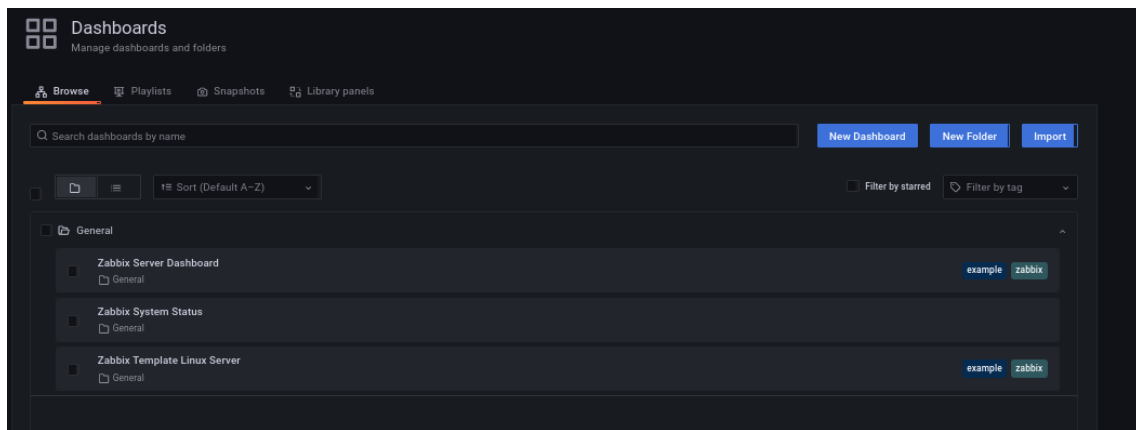 Dashboards
Manage dashboards and folders
Browse Playlists Snapshots Library panels
Search dashboards by name New Dashboard New Folder Import
Sort (Default A–Z) Filter by starred Filter by tag
General
Zabbix Server Dashboard
General
example zabbix
Zabbix System Status
General
Zabbix Template Linux Server
General
example zabbix